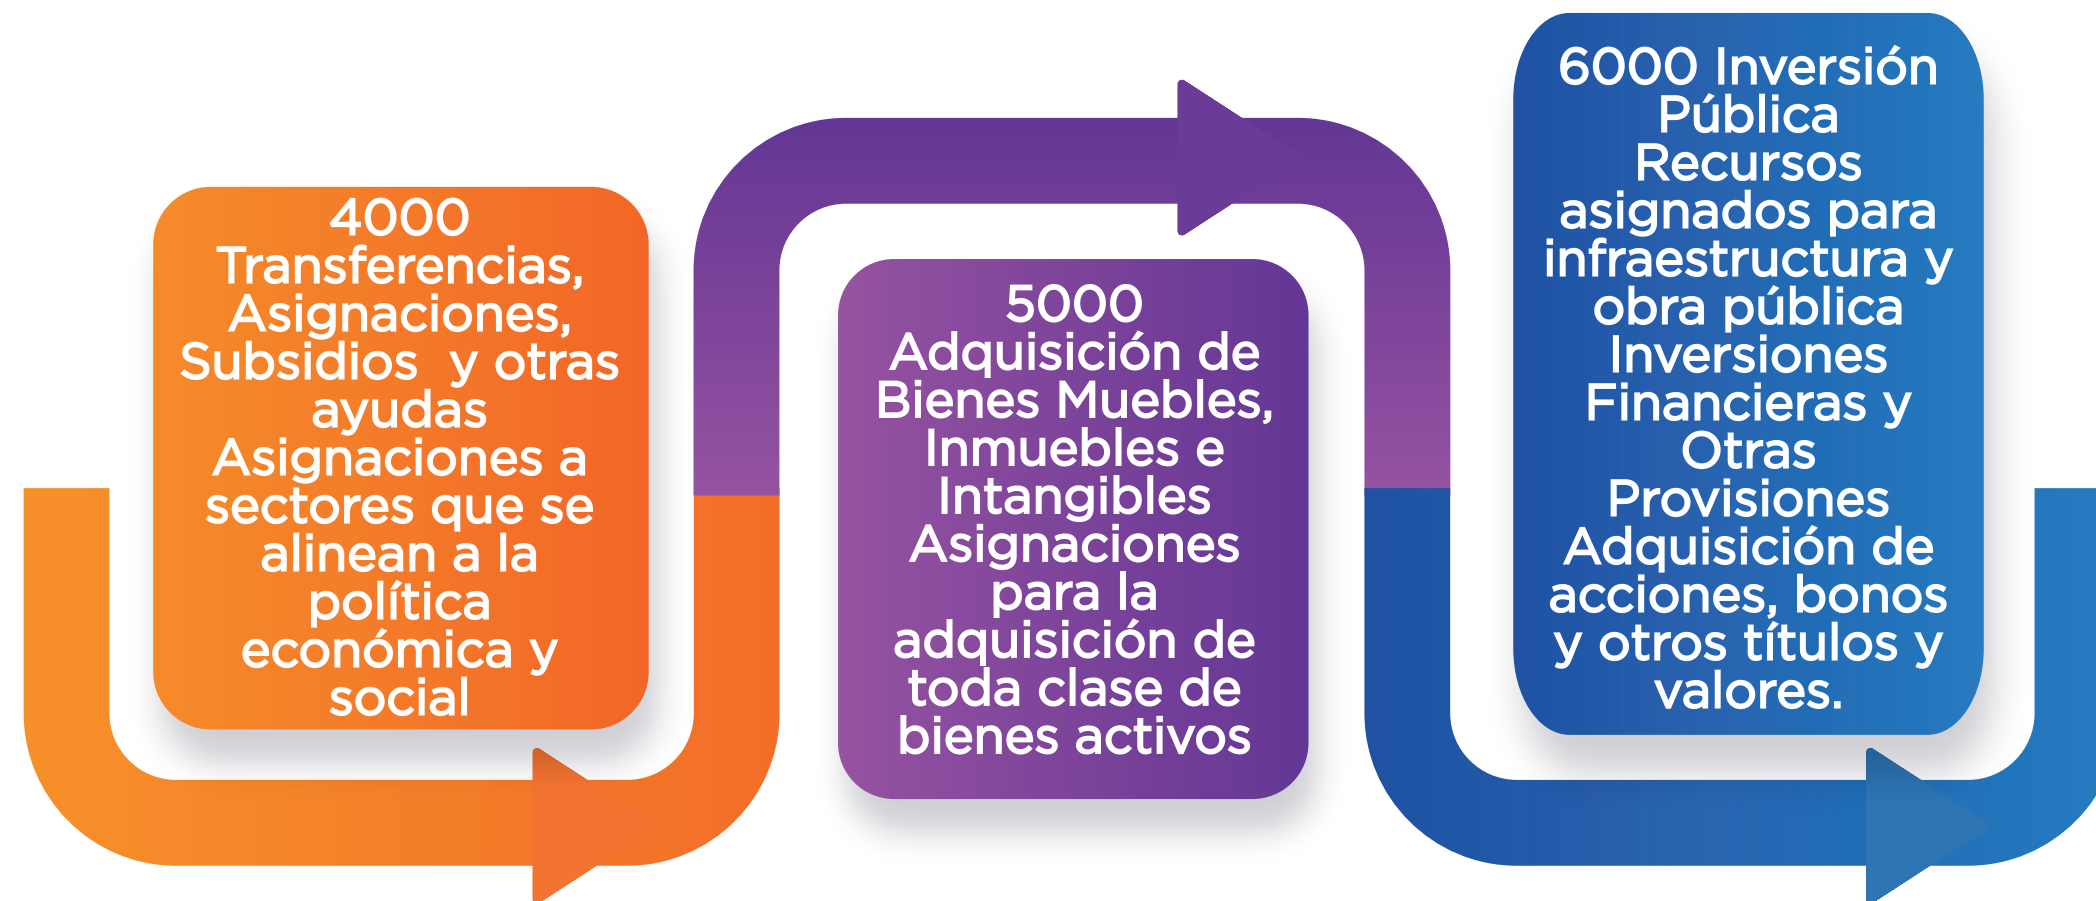 4000
Transferencias,
Asignaciones,
Subsidios  y otras
ayudas
Asignaciones a
sectores que se
alinean a la
política
económica y
social
5000
Adquisición de
Bienes Muebles,
Inmuebles e
Intangibles
Asignaciones
para la
adquisición de
toda clase de
bienes activos
6000 Inversión
Pública
Recursos
asignados para
infraestructura y
obra pública
Inversiones
Financieras y
Otras
Provisiones
Adquisición de
acciones, bonos
y otros títulos y
valores.